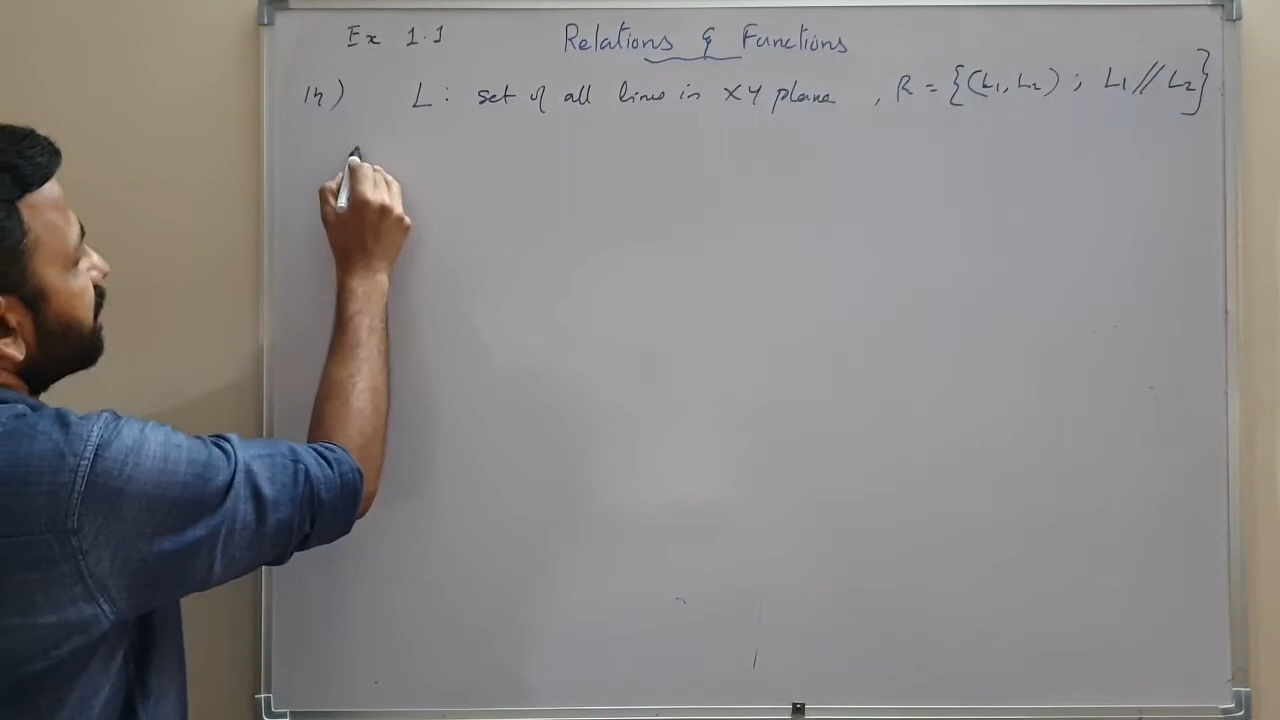 Ex 1.1 Relations & Functions
14) L : set of all lines in XY plane , R = {(L₁, L₂) ; L₁ // L₂}